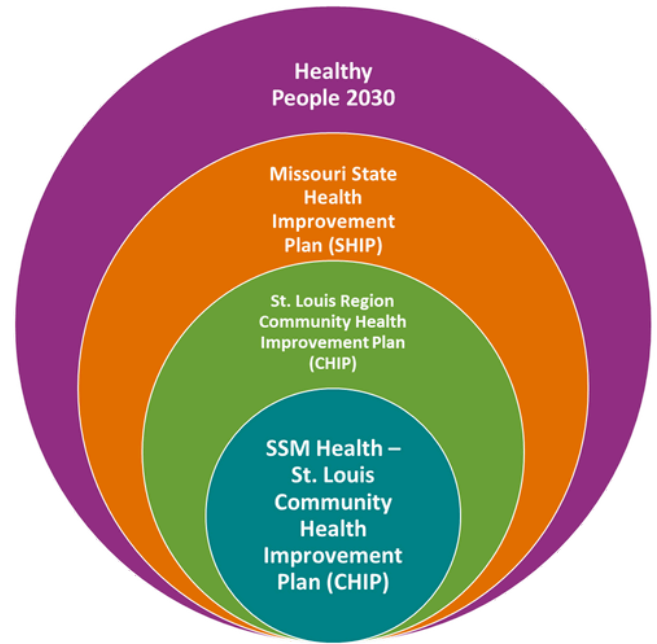 Healthy
People 2030
Missouri State
Health
Improvement
Plan (SHIP)
St. Louis Region
Community Health
Improvement Plan
(CHIP)
SSM Health –
St. Louis
Community
Health
Improvement
Plan (CHIP)